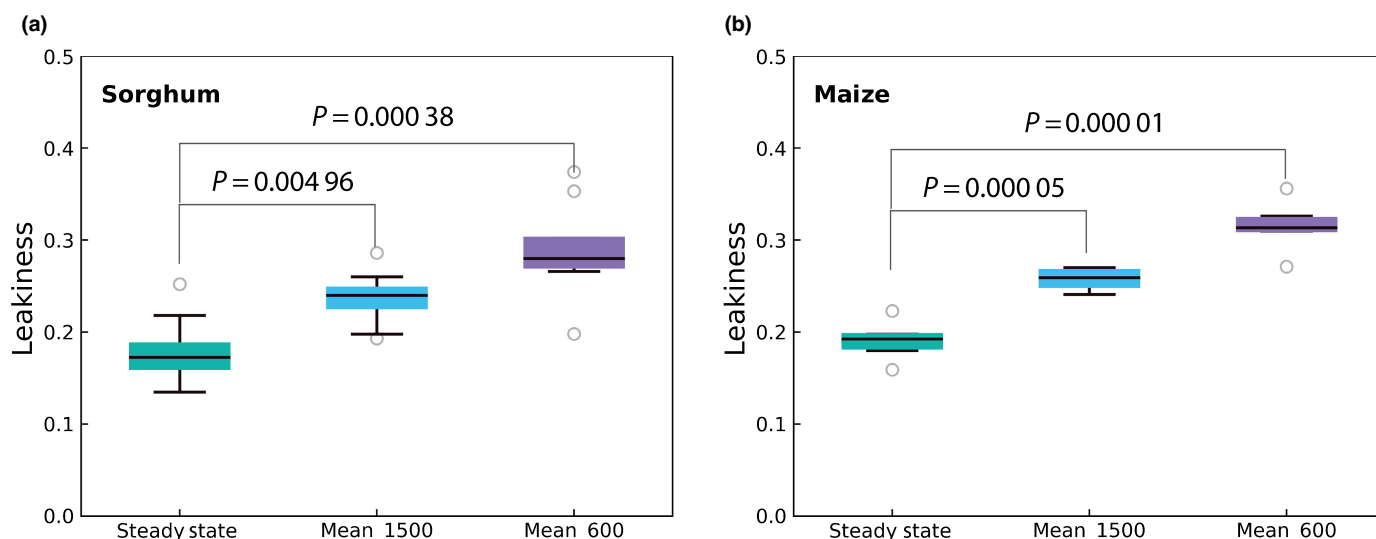 (a)
Sorghum
Leakiness
0.5
0.4
0.3
0.2
0.1
0.0
P = 0.000 38
P = 0.004 96
Steady state
Mean 1500
Mean 600
(b)
Maize
Leakiness
0.5
0.4
0.3
0.2
0.1
0.0
P = 0.000 01
P = 0.000 05
Steady state
Mean 1500
Mean 600